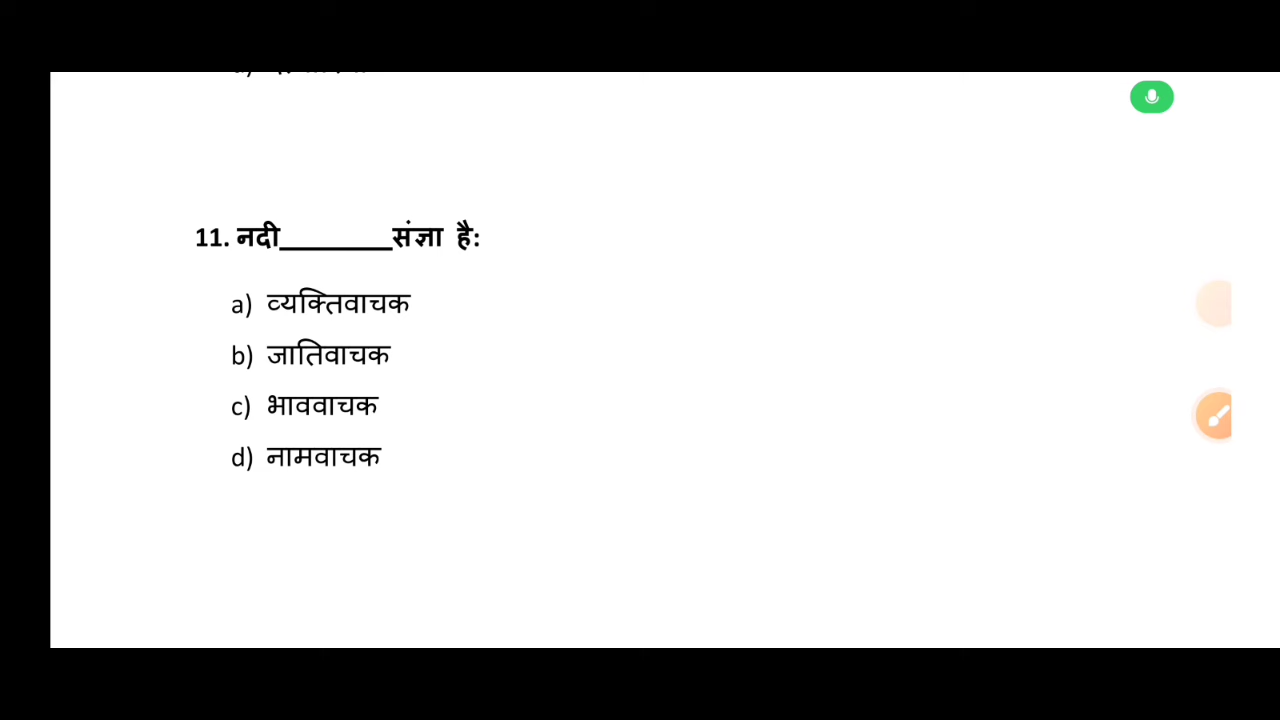 11. नदी________संज्ञा है:
a) व्यक्तिवाचक
b) जातिवाचक
c) भाववाचक
d) नामवाचक